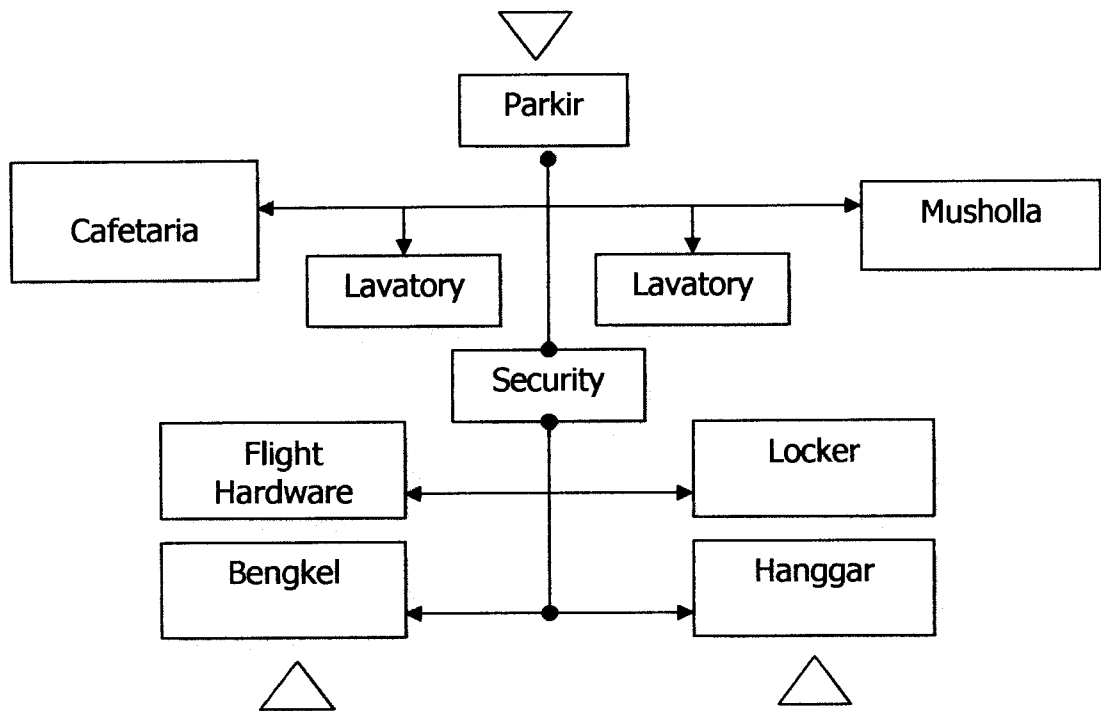 Parkir
Cafetaria
Musholla
Lavatory
Lavatory
Security
Flight
Hardware
Locker
Bengkel
Hanggar